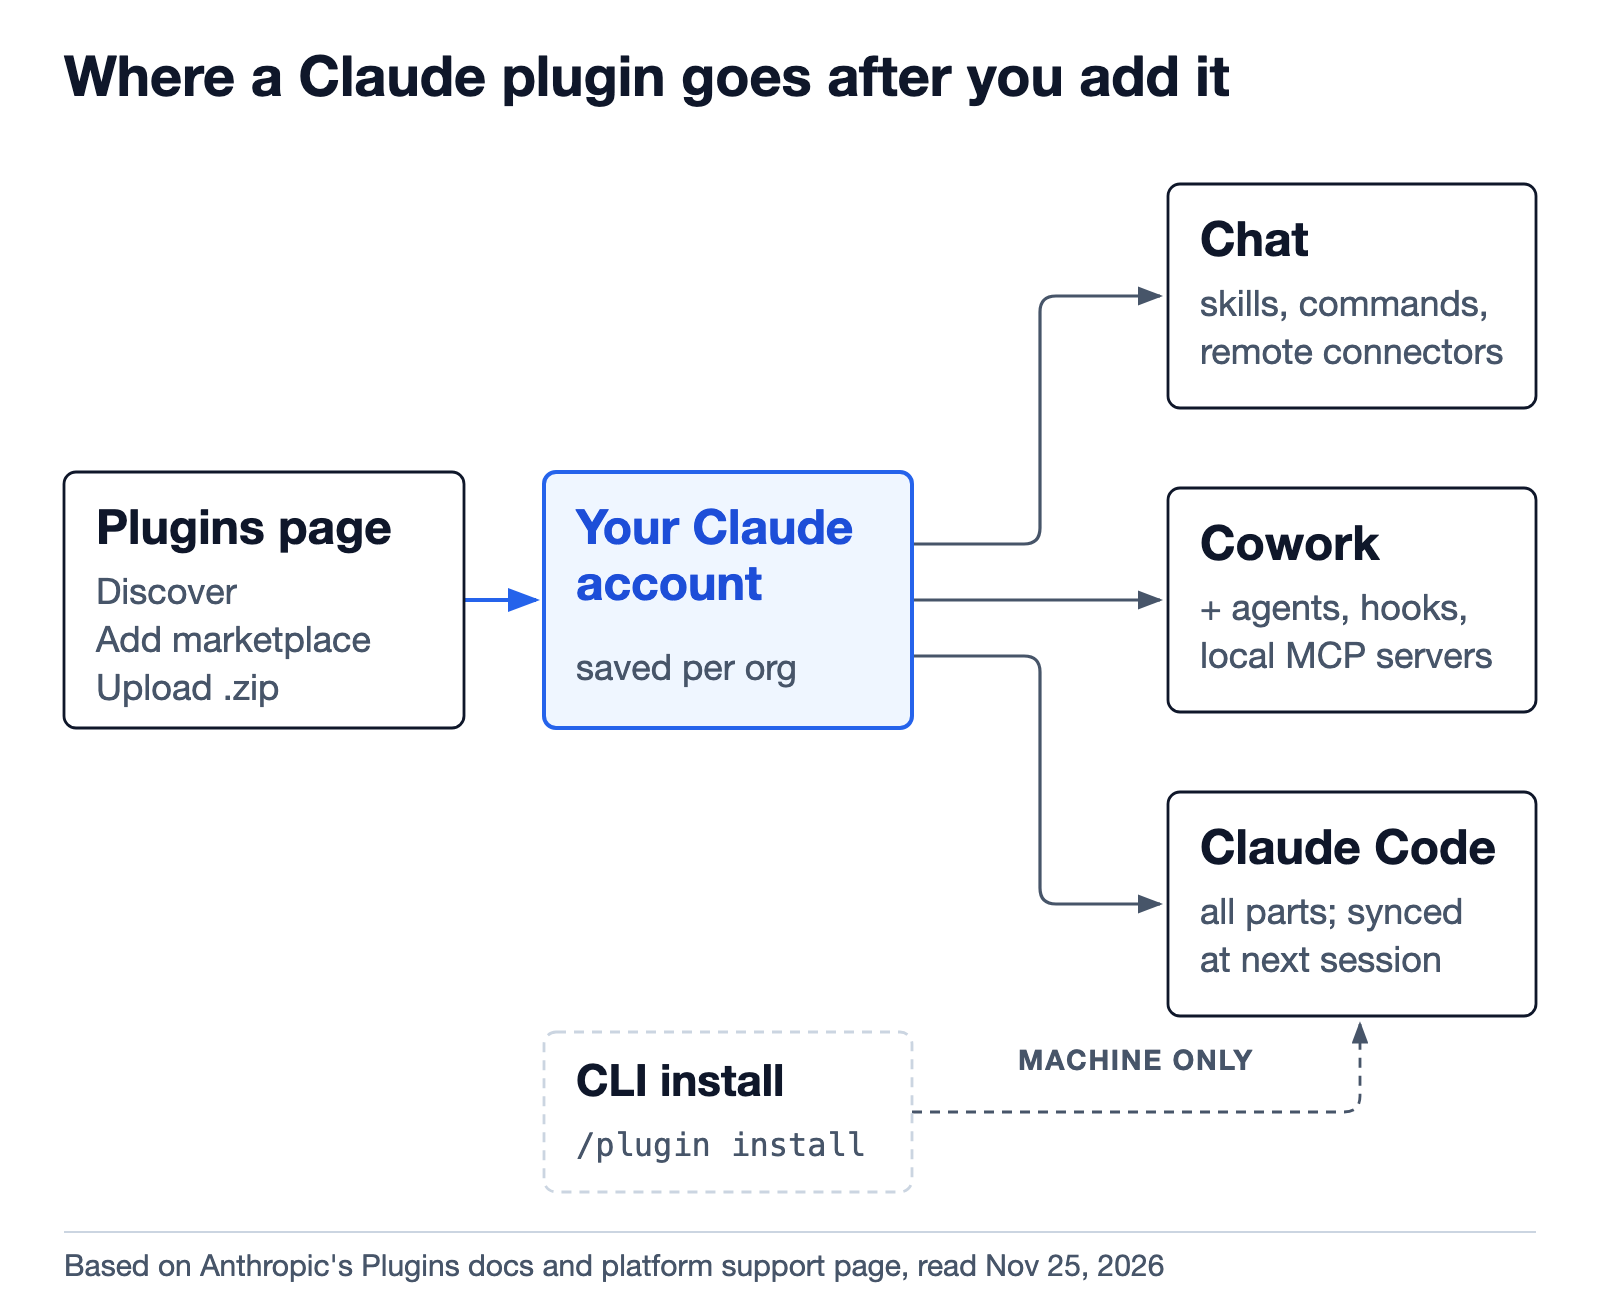 Where a Claude plugin goes after you add it
Chat
skills, commands,
remote connectors
Plugins page
Discover
Add marketplace
Upload .zip
Your Claude
account
saved per org
Cowork
+ agents, hooks,
local MCP servers
Claude Code
all parts; synced
at next session
MACHINE ONLY
CLI install
/plugin install
Based on Anthropic's Plugins docs and platform support page, read Nov 25, 2026